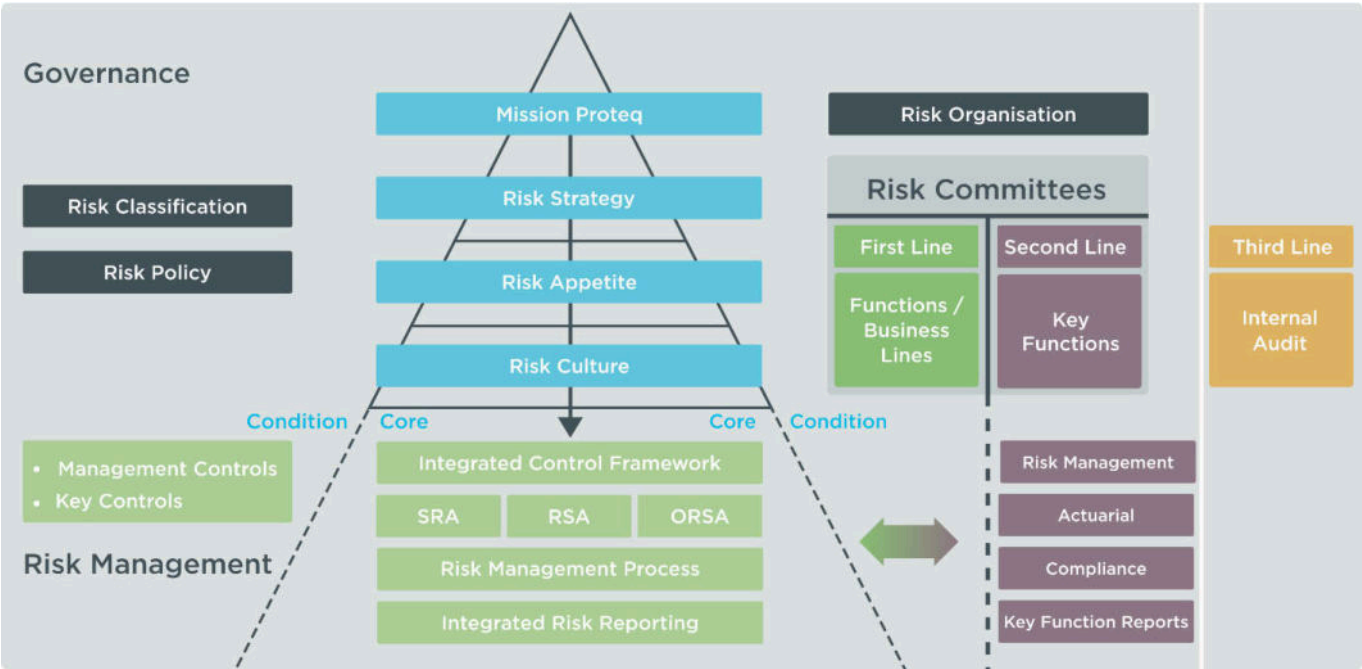 Governance
Mission Proteq
Risk Organisation
Risk Classification
Risk Strategy
Risk Committees
Risk Policy
Risk Appetite
First Line
Second Line
Third Line
Functions /
Business
Lines
Key
Functions
Internal
Audit
Risk Culture
Condition
Core
Core
Condition
• Management Controls
• Key Controls
Integrated Control Framework
Risk Management
SRA
RSA
ORSA
Actuarial
Risk Management
Risk Management Process
Compliance
Integrated Risk Reporting
Key Function Reports